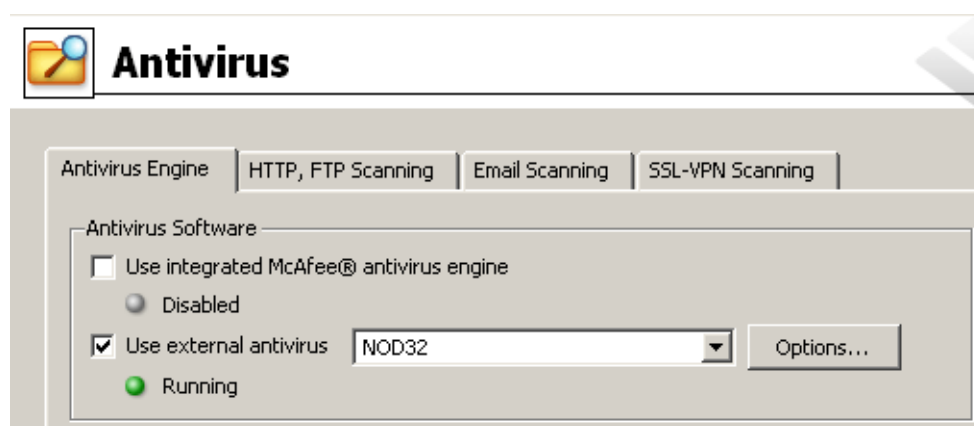 Antivirus
Antivirus Engine HTTP, FTP Scanning Email Scanning SSL-VPN Scanning
Antivirus Software
Use integrated McAfee® antivirus engine
Disabled
Use external antivirus NOD32 Options...
Running